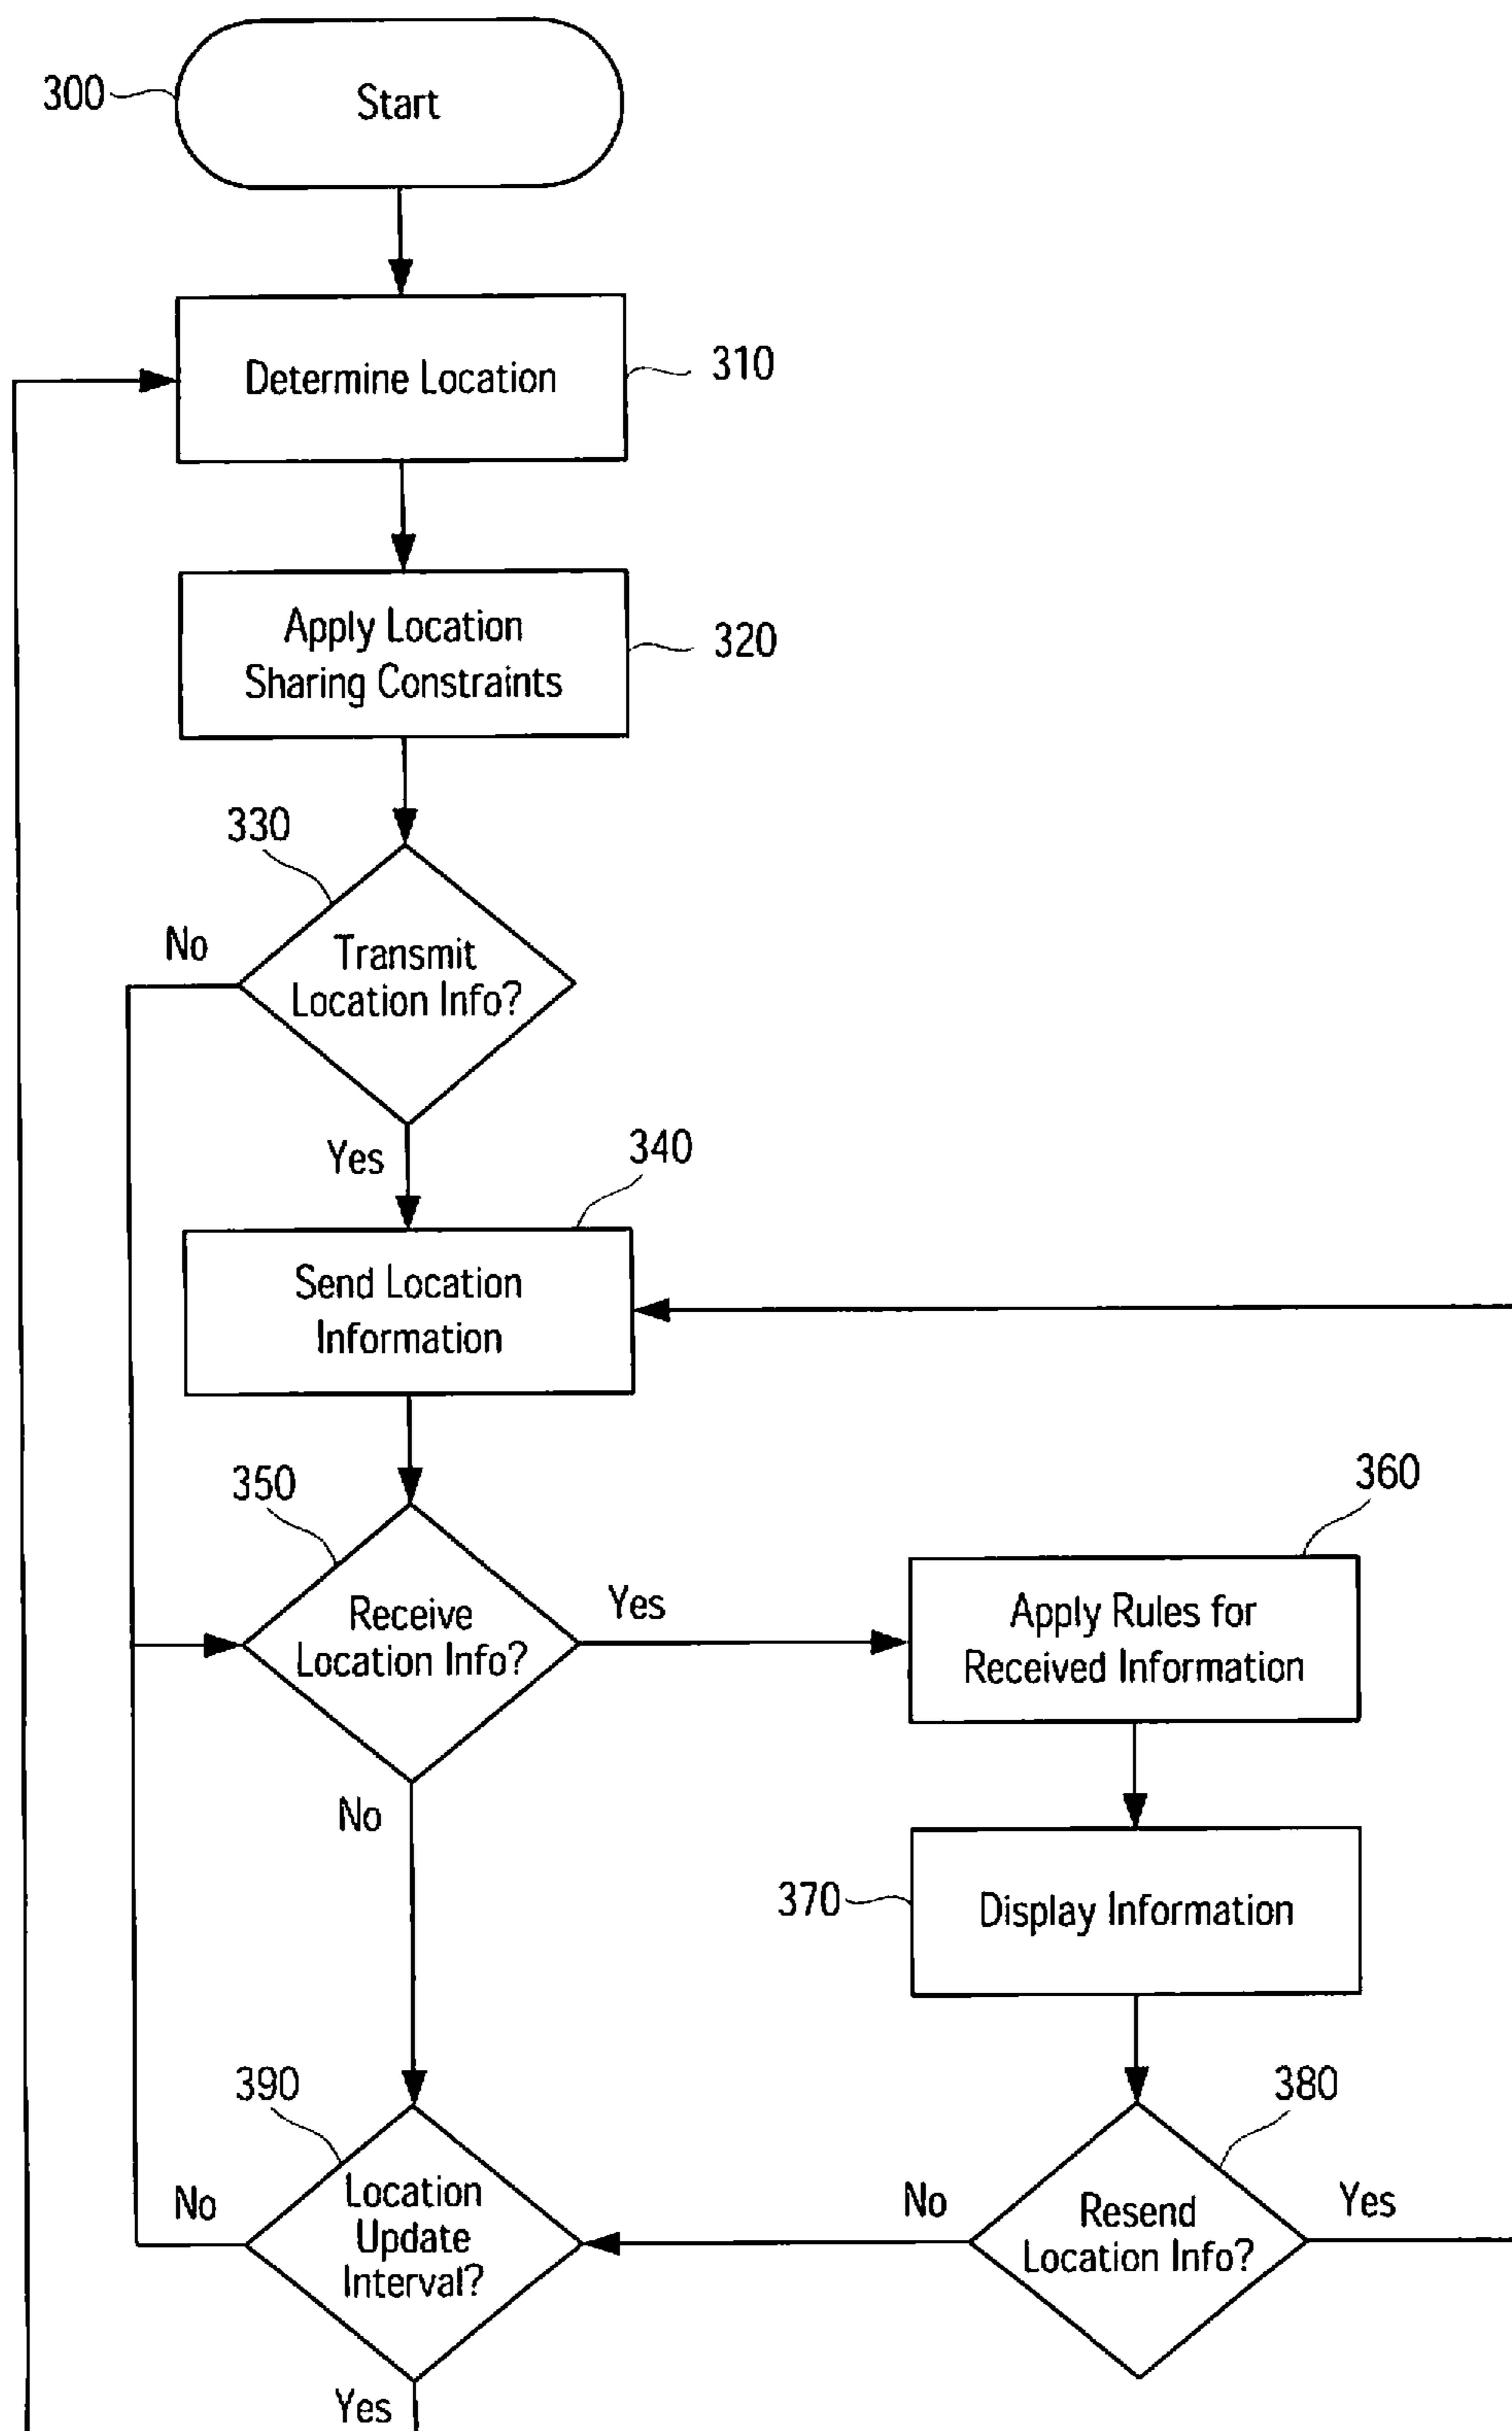 300
Start
Determine Location
310
Apply Location
Sharing Constraints
320
330
No
Transmit
Location Info?
Yes
340
Send Location
Information
350
Receive
Location Info?
Yes
No
360
Apply Rules for
Received Information
370
Display Information
380
Resend
Location Info?
No
Yes
390
Location
Update
Interval?
No
Yes